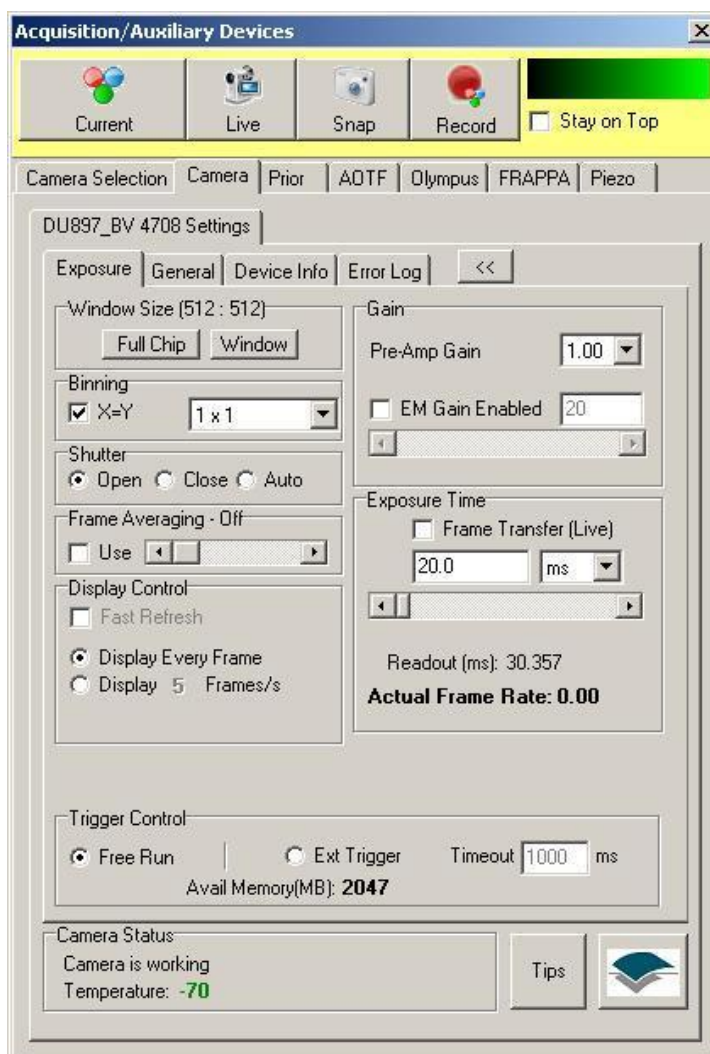 Acquisition/Auxiliary Devices
Current Live Snap Record Stay on Top
Camera Selection Camera Prior AOTF Olympus FRAPPA Piezo
DU897_BV 4708 Settings
Exposure General Device Info Error Log <<
Window Size (512 : 512)
Full Chip Window
Binning
X=Y 1 x 1
Shutter
Open Close Auto
Frame Averaging - Off
Use
Display Control
Fast Refresh
Display Every Frame
Display 5 Frames/s
Gain
Pre-Amp Gain 1.00
EM Gain Enabled 20
Exposure Time
Frame Transfer (Live)
20.0 ms
Readout (ms): 30.357
Actual Frame Rate: 0.00
Trigger Control
Free Run Ext Trigger Timeout 1000 ms
Avail Memory(MB): 2047
Camera Status
Camera is working
Temperature: -70
Tips